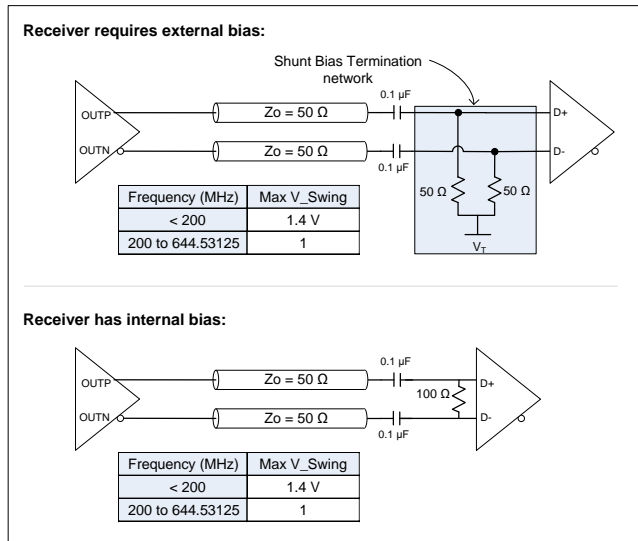 Receiver requires external bias:
Shunt Bias Termination
network
0.1 µF
OUTP
Zo = 50 Ω
D+
OUTN
Zo = 50 Ω
D-
0.1 µF
50 Ω
50 Ω
VT
Frequency (MHz) Max V_Swing
< 200 1.4 V
200 to 644.53125 1
Receiver has internal bias:
0.1 µF
OUTP
Zo = 50 Ω
D+
100 Ω
OUTN
Zo = 50 Ω
D-
0.1 µF
Frequency (MHz) Max V_Swing
< 200 1.4 V
200 to 644.53125 1